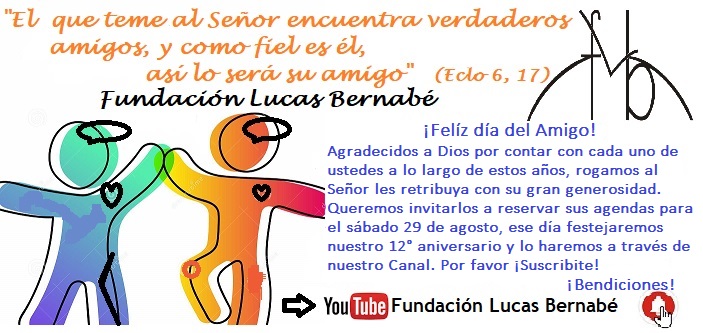 "El que teme al Señor encuentra verdaderos
amigos, y como fiel es él,
así lo será su amigo" (Eclo 6, 17)
Fundación Lucas Bernabé
flb
¡Felíz día del Amigo!
Agradecidos a Dios por contar con cada uno de
ustedes a lo largo de estos años, rogamos al
Señor les retribuya con su gran generosidad.
Queremos invitarlos a reservar sus agendas para
el sábado 29 de agosto, ese día festejaremos
nuestro 12° aniversario y lo haremos a través de
nuestro Canal. Por favor ¡Suscribite!
¡Bendiciones!
YouTube Fundación Lucas Bernabé